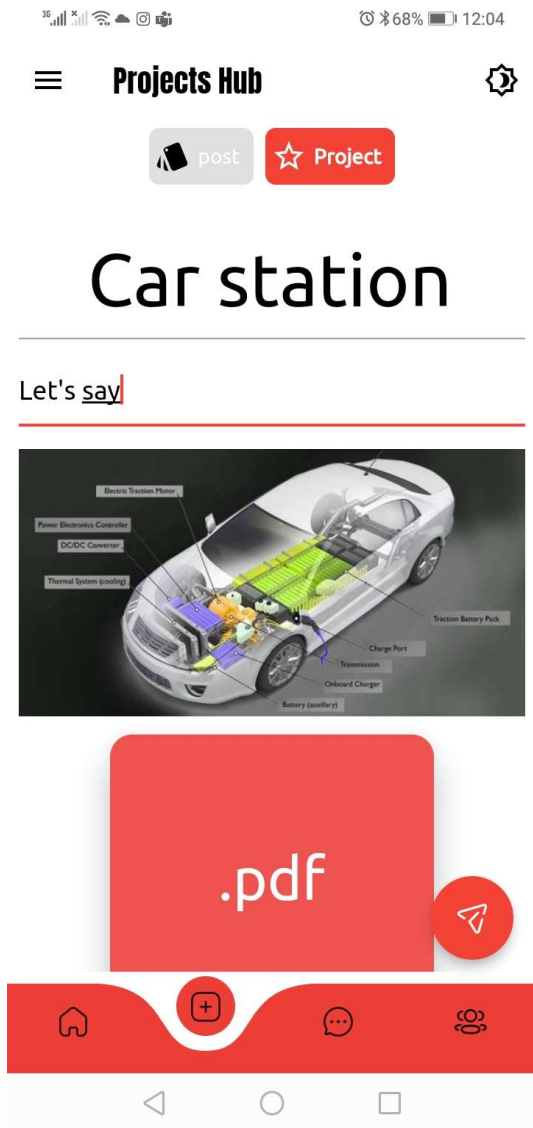 3G 68% 12:04
Projects Hub
post Project
Car station
Let's say
Electric Traction Motor
Power Electronics Controller
DC/DC Converter
Thermal System (cooling)
Traction Battery Pack
Charge Port
Transmission
Onboard Charger
Battery (auxiliary)
.pdf